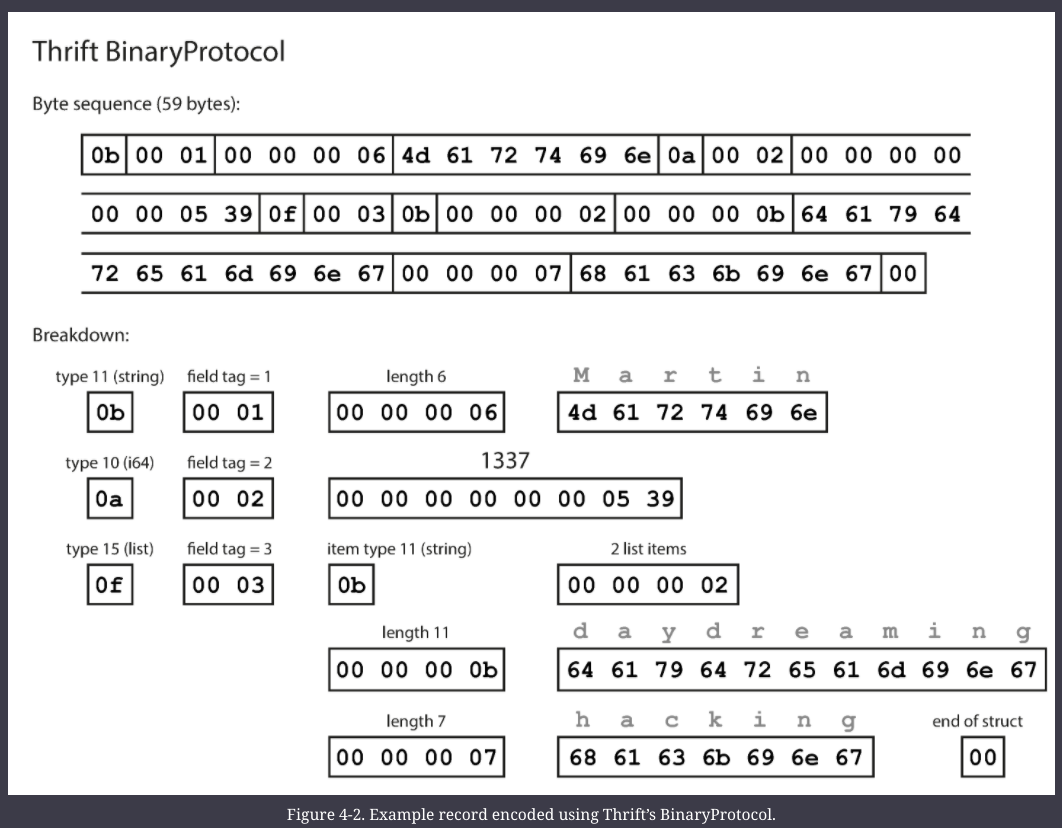 Thrift BinaryProtocol
Byte sequence (59 bytes):
0b 00 01 00 00 00 06 4d 61 72 74 69 6e 0a 00 02 00 00 00 00
00 00 05 39 0f 00 03 0b 00 00 00 02 00 00 00 0b 64 61 79 64
72 65 61 6d 69 6e 67 00 00 00 07 68 61 63 6b 69 6e 67 00
Breakdown:
type 11 (string) field tag = 1 length 6 M a r t i n
0b 00 01 00 00 00 06 4d 61 72 74 69 6e
type 10 (i64) field tag = 2 1337
0a 00 02 00 00 00 00 00 00 05 39
type 15 (list) field tag = 3 item type 11 (string) 2 list items
0f 00 03 0b 00 00 00 02
length 11 d a y d r e a m i n g
00 00 00 0b 64 61 79 64 72 65 61 6d 69 6e 67
length 7 h a c k i n g end of struct
00 00 00 07 68 61 63 6b 69 6e 67 00
Figure 4-2. Example record encoded using Thrift’s BinaryProtocol.